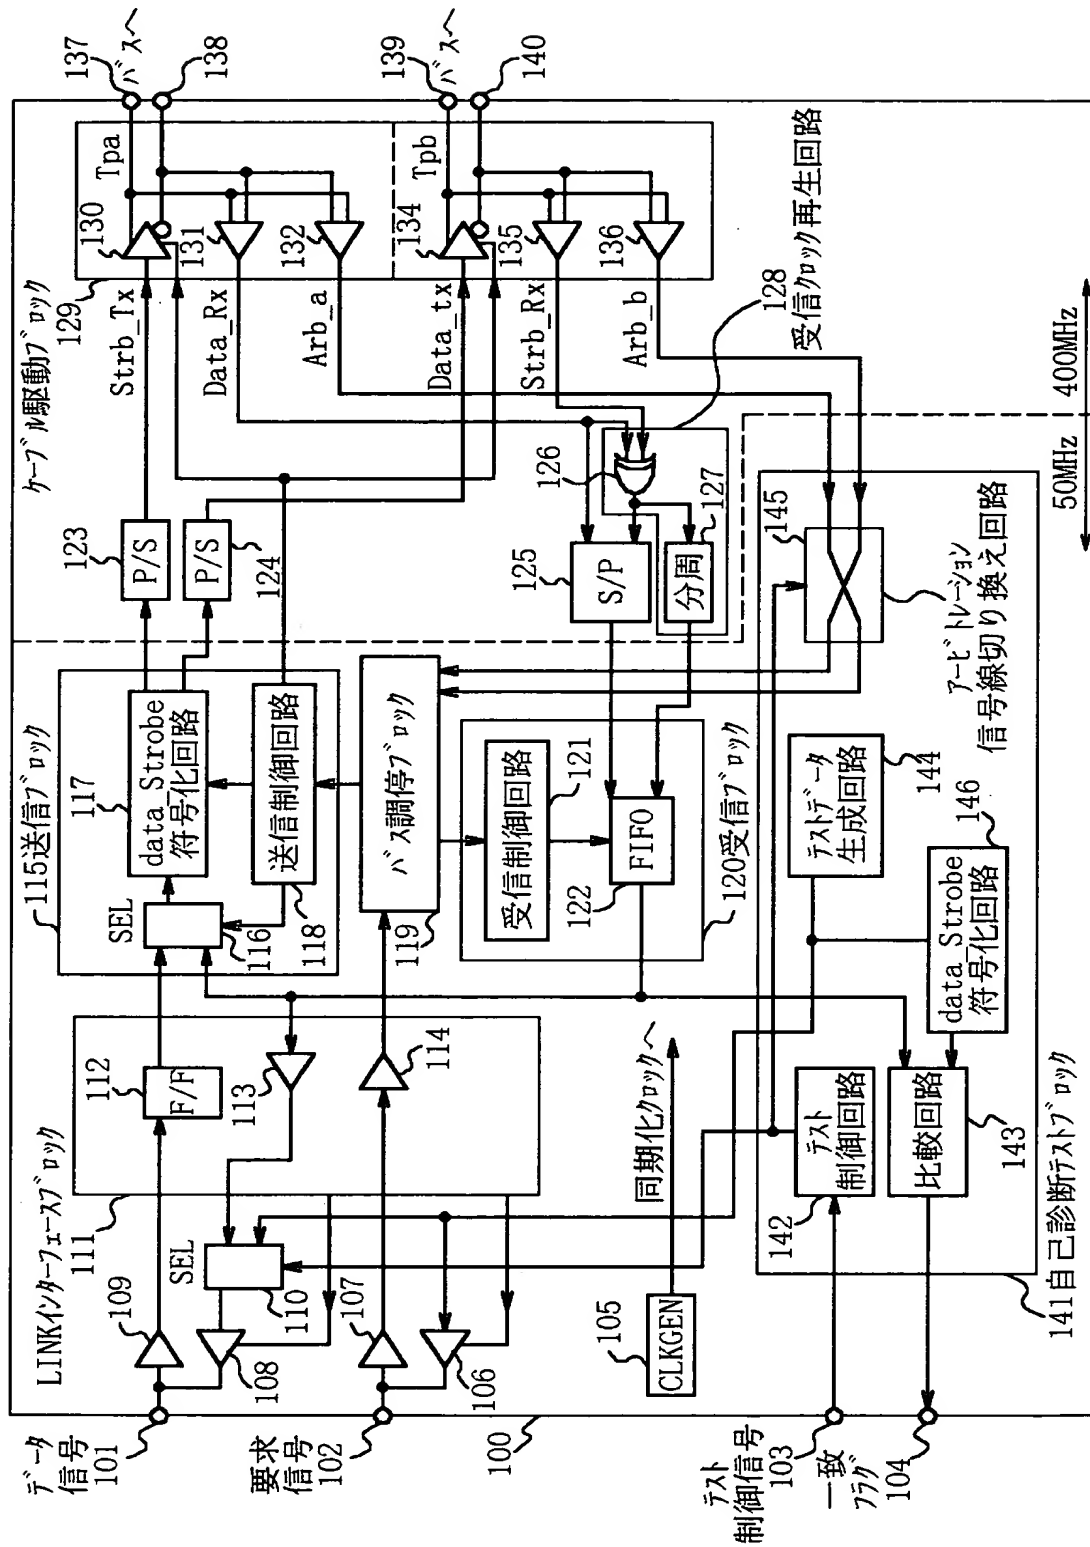 データ
信号
101
要求
信号
102
テスト
制御信号
103
一致
フラグ
104
100
LINKインターフェースブロック
111
109
SEL
110
108
107
106
105
CLKGEN
同期化クロックへ
112
F/F
113
114
115送信ブロック
117
data_Strobe
符号化回路
SEL
116
送信制御回路
118
バス調停ブロック
119
受信制御回路
121
FIFO
122
120受信ブロック
123
P/S
P/S
124
125
S/P
126
127
分周
128
受信クロック再生回路
ケーブル駆動ブロック
129
Strb_Tx
Data_Rx
Arb_a
Data_tx
Strb_Rx
Arb_b
130
Tpa
131
132
134
Tpb
135
136
137
バスへ
138
139
バスへ
140
50MHz
400MHz
テスト
制御回路
142
比較回路
143
テストデータ
生成回路
144
data_Strobe
符号化回路
146
145
アービトレーション
信号線切り換え回路
141自己診断テストブロック